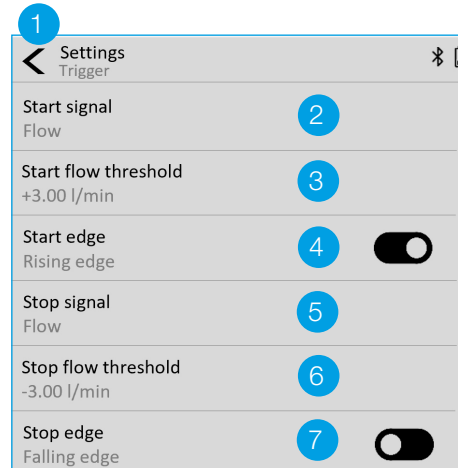 1
Settings
Trigger
Start signal
2
Flow
Start flow threshold
3
+3.00 l/min
Start edge
4
Rising edge
Stop signal
5
Flow
Stop flow threshold
6
-3.00 l/min
Stop edge
7
Falling edge